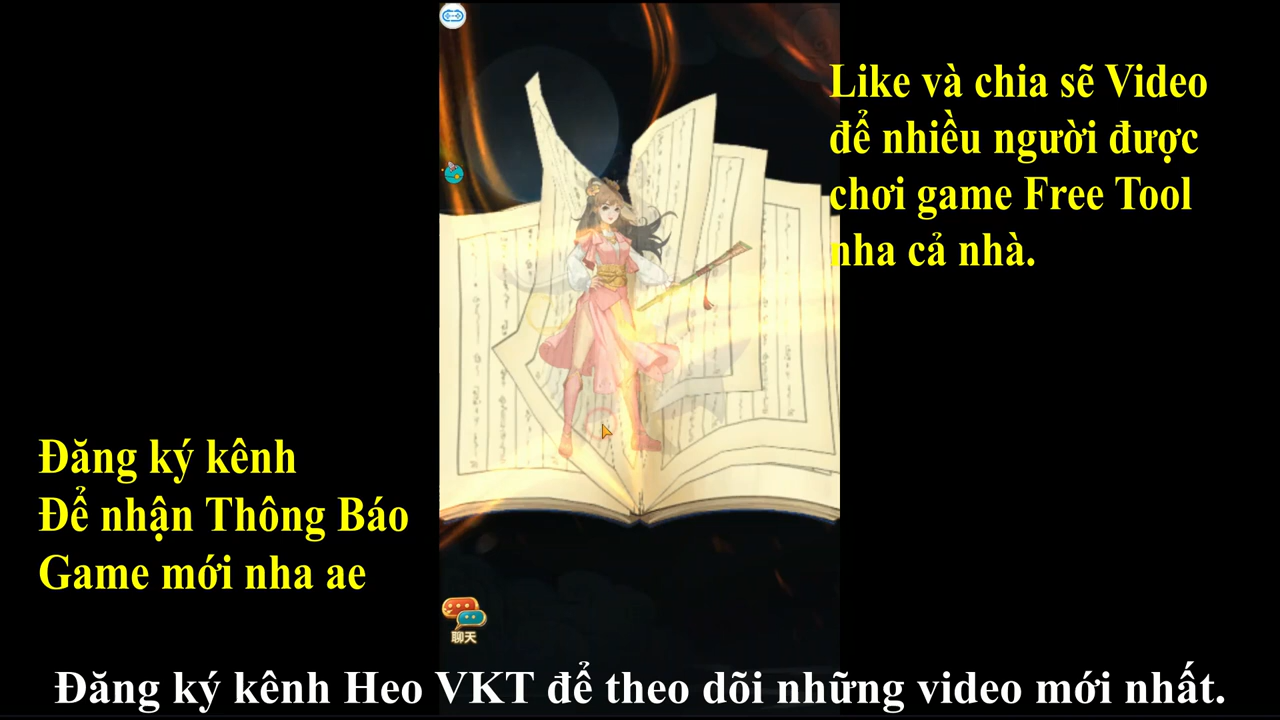 Like và chia sẽ Video
để nhiều người được
chơi game Free Tool
nha cả nhà.
Đăng ký kênh
Để nhận Thông Báo
Game mới nha ae
聊天
Đăng ký kênh Heo VKT để theo dõi những video mới nhất.